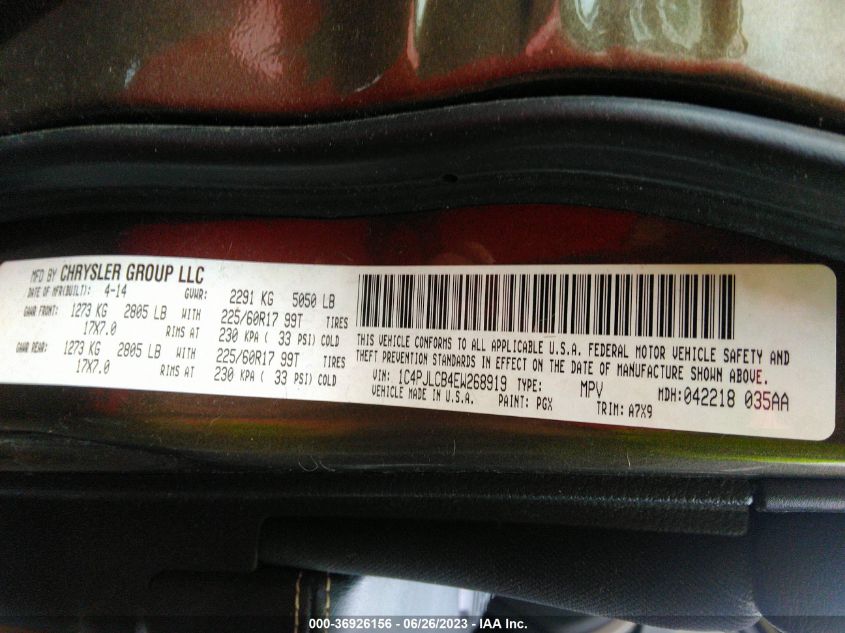 MFD BY CHRYSLER GROUP LLC
DATE OF MFR(BUILT): 4-14 GVWR: 2291 KG 5050 LB
GAWR FRONT: 1273 KG 2805 LB WITH 225/60R17 99T TIRES
17X7.0 RIMS AT 230 KPA ( 33 PSI) COLD
GAWR REAR: 1273 KG 2805 LB WITH 225/60R17 99T TIRES
17X7.0 RIMS AT 230 KPA ( 33 PSI) COLD
THIS VEHICLE CONFORMS TO ALL APPLICABLE U.S.A. FEDERAL MOTOR VEHICLE SAFETY AND
THEFT PREVENTION STANDARDS IN EFFECT ON THE DATE OF MANUFACTURE SHOWN ABOVE.
VIN: 1C4PJLCB4EW268919 TYPE: MPV MDH:042218 035AA
VEHICLE MADE IN U.S.A. PAINT: PGX TRIM: A7X9
000-36926156 - 06/26/2023 - IAA Inc.